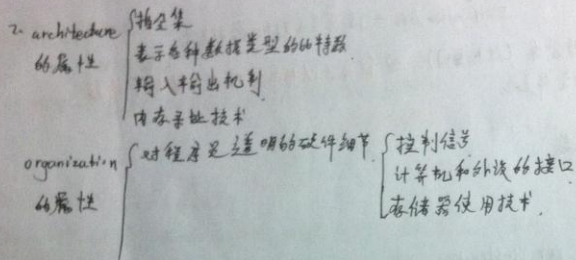 2. architecture 的属性
指令集
表示各种数据类型的的特数
输入输出机制
内存寻址技术
organization 的属性
对程序员透明的硬件细节
控制信号
计算机和外设的接口
存储器使用技术.